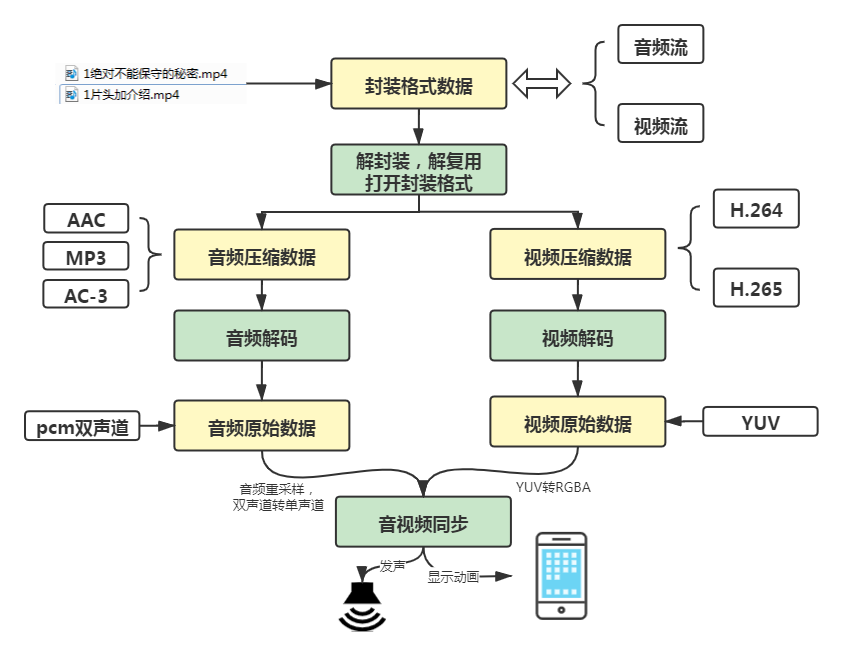 1绝对不能保守的秘密.mp4
1片头加介绍.mp4
封装格式数据
音频流
视频流
解封装，解复用
打开封装格式
AAC
MP3
AC-3
音频压缩数据
视频压缩数据
H.264
H.265
音频解码
视频解码
pcm双声道
音频原始数据
视频原始数据
YUV
音频重采样，
双声道转单声道
YUV转RGBA
音视频同步
发声
显示动画